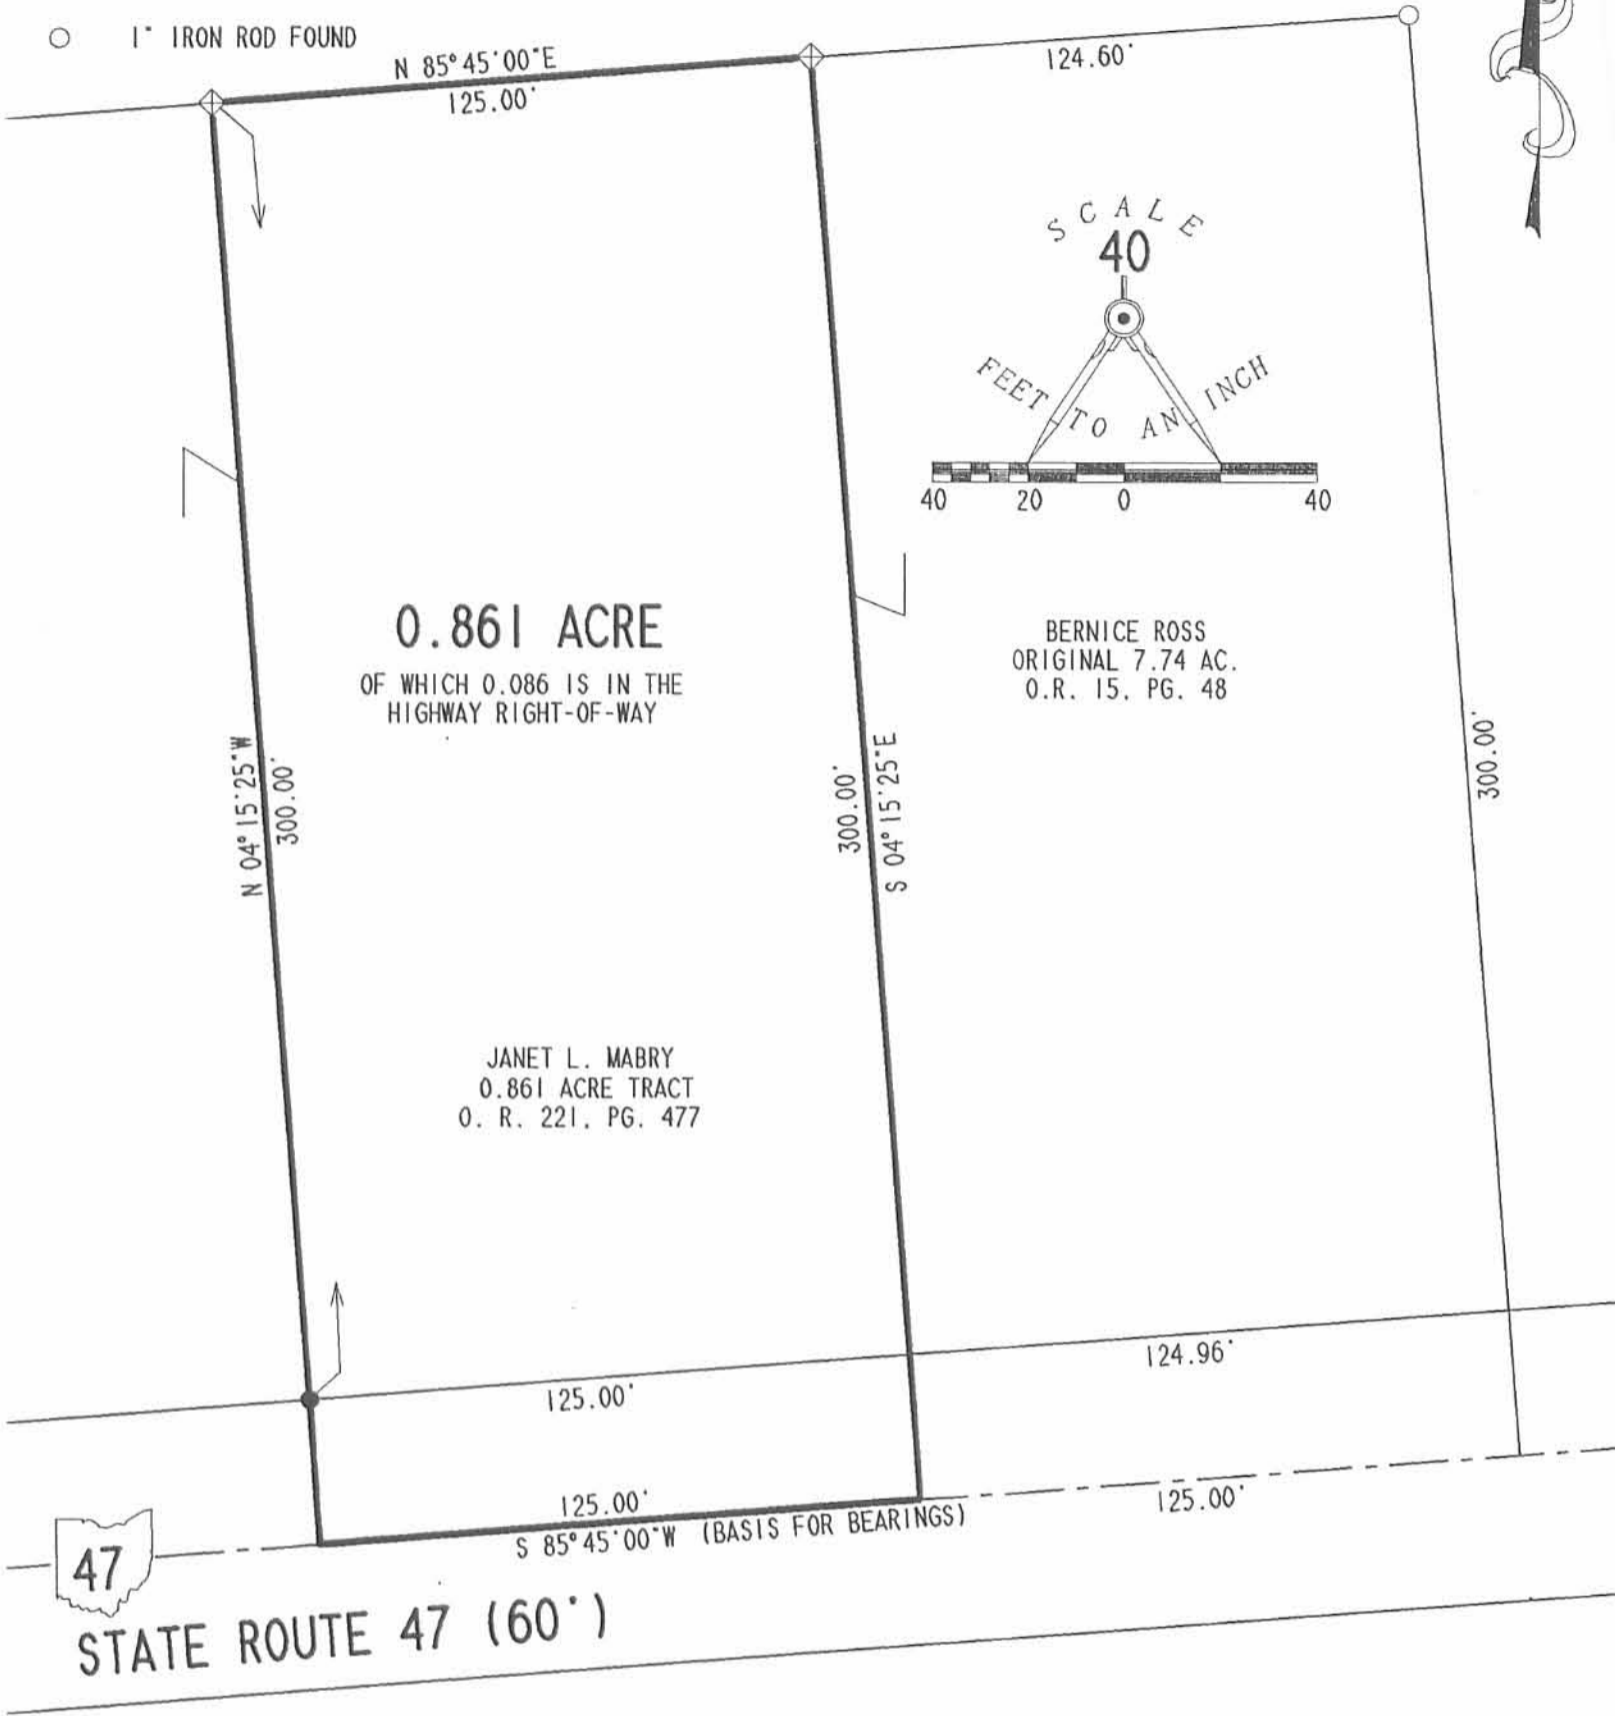 1" IRON ROD FOUND
N 85°45'00"E
125.00'
124.60'
SCALE
40
FEET TO AN INCH
40 20 0 40
0.861 ACRE
OF WHICH 0.086 IS IN THE
HIGHWAY RIGHT-OF-WAY
BERNICE ROSS
ORIGINAL 7.74 AC.
O.R. 15, PG. 48
N 04°15'25"W
300.00'
300.00'
S 04°15'25"E
300.00'
JANET L. MABRY
0.861 ACRE TRACT
O. R. 221, PG. 477
124.96'
125.00'
125.00'
125.00'
S 85°45'00"W (BASIS FOR BEARINGS)
47
STATE ROUTE 47 (60')